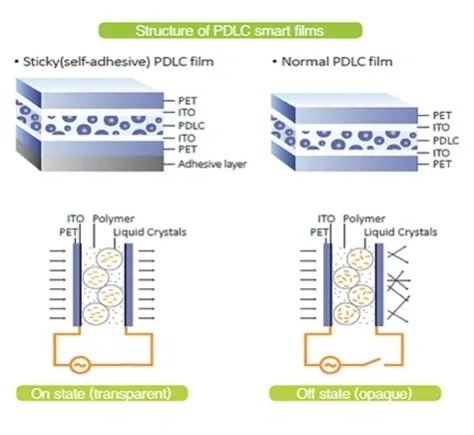 Structure of PDLC smart films
• Sticky(self-adhesive) PDLC film
PET
ITO
PDLC
ITO
PET
Adhesive layer
• Normal PDLC film
PET
ITO
PDLC
ITO
PET
ITO Polymer
PET Liquid Crystals
On state (transparent)
ITO Polymer
PET Liquid Crystals
Off state (opaque)